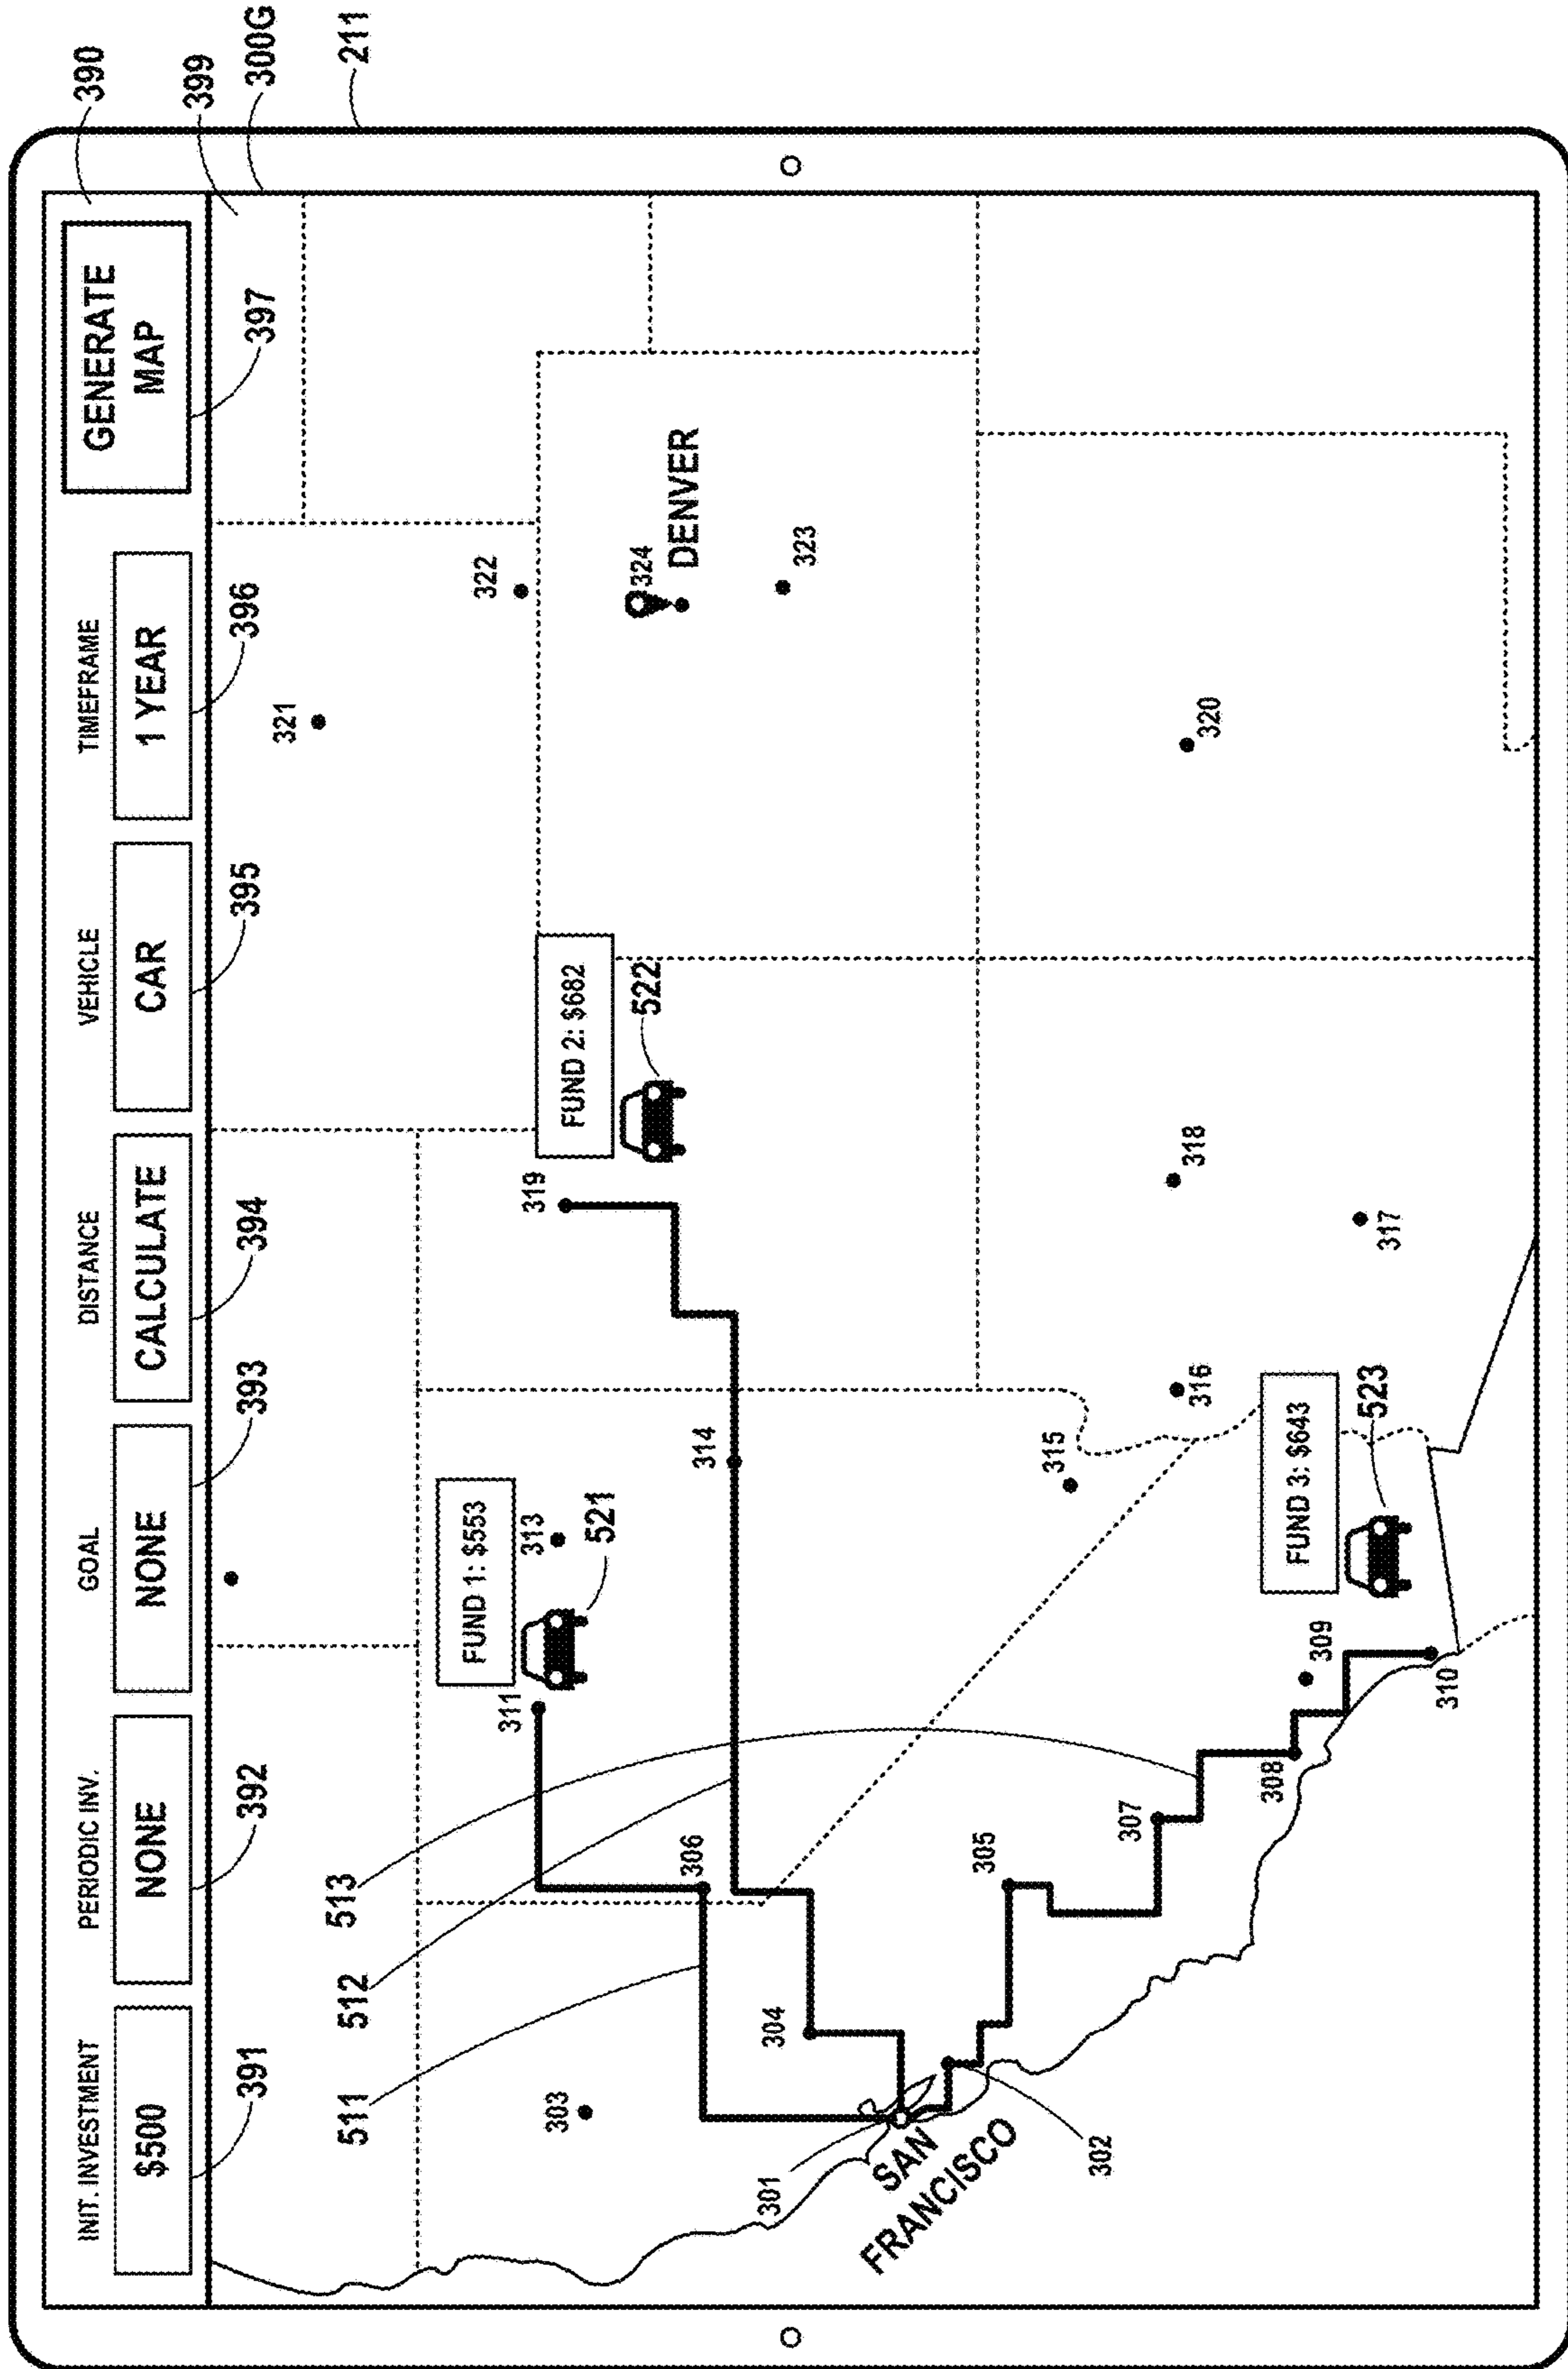 390
399
300G
211
INIT. INVESTMENT
PERIODIC INV.
GOAL
DISTANCE
VEHICLE
TIMEFRAME
GENERATE
MAP
$500
NONE
NONE
CALCULATE
CAR
1 YEAR
391
392
393
394
395
396
397
511
512
513
303
304
306
311
FUND 1: $553
313
521
314
319
FUND 2: $682
522
321
322
324
DENVER
323
301
SAN
FRANCISCO
302
305
307
308
309
310
FUND 3: $643
523
315
316
317
318
320